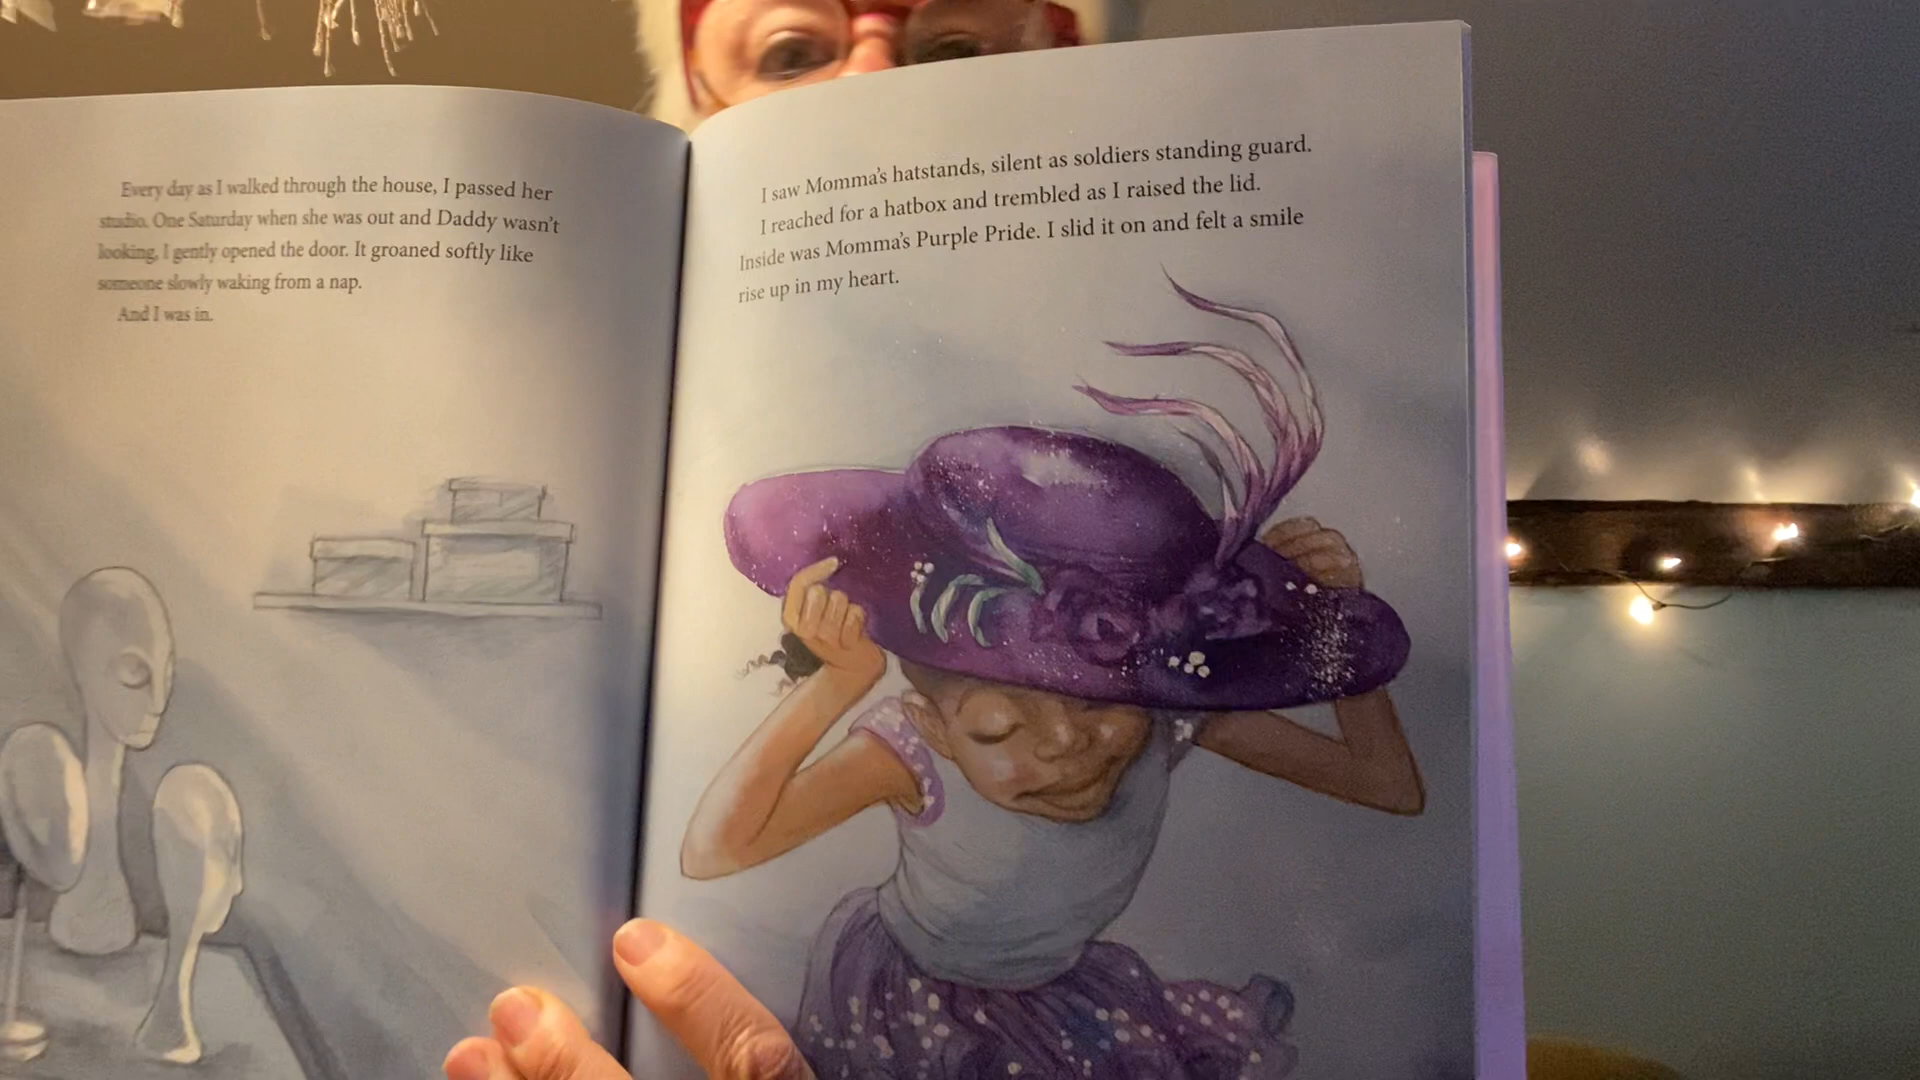 Every day as I walked through the house, I passed her
studio. One Saturday when she was out and Daddy wasn't
looking, I gently opened the door. It groaned softly like
someone slowly waking from a nap.
And I was in.
I saw Momma's hatstands, silent as soldiers standing guard.
I reached for a hatbox and trembled as I raised the lid.
Inside was Momma's Purple Pride. I slid it on and felt a smile
rise up in my heart.